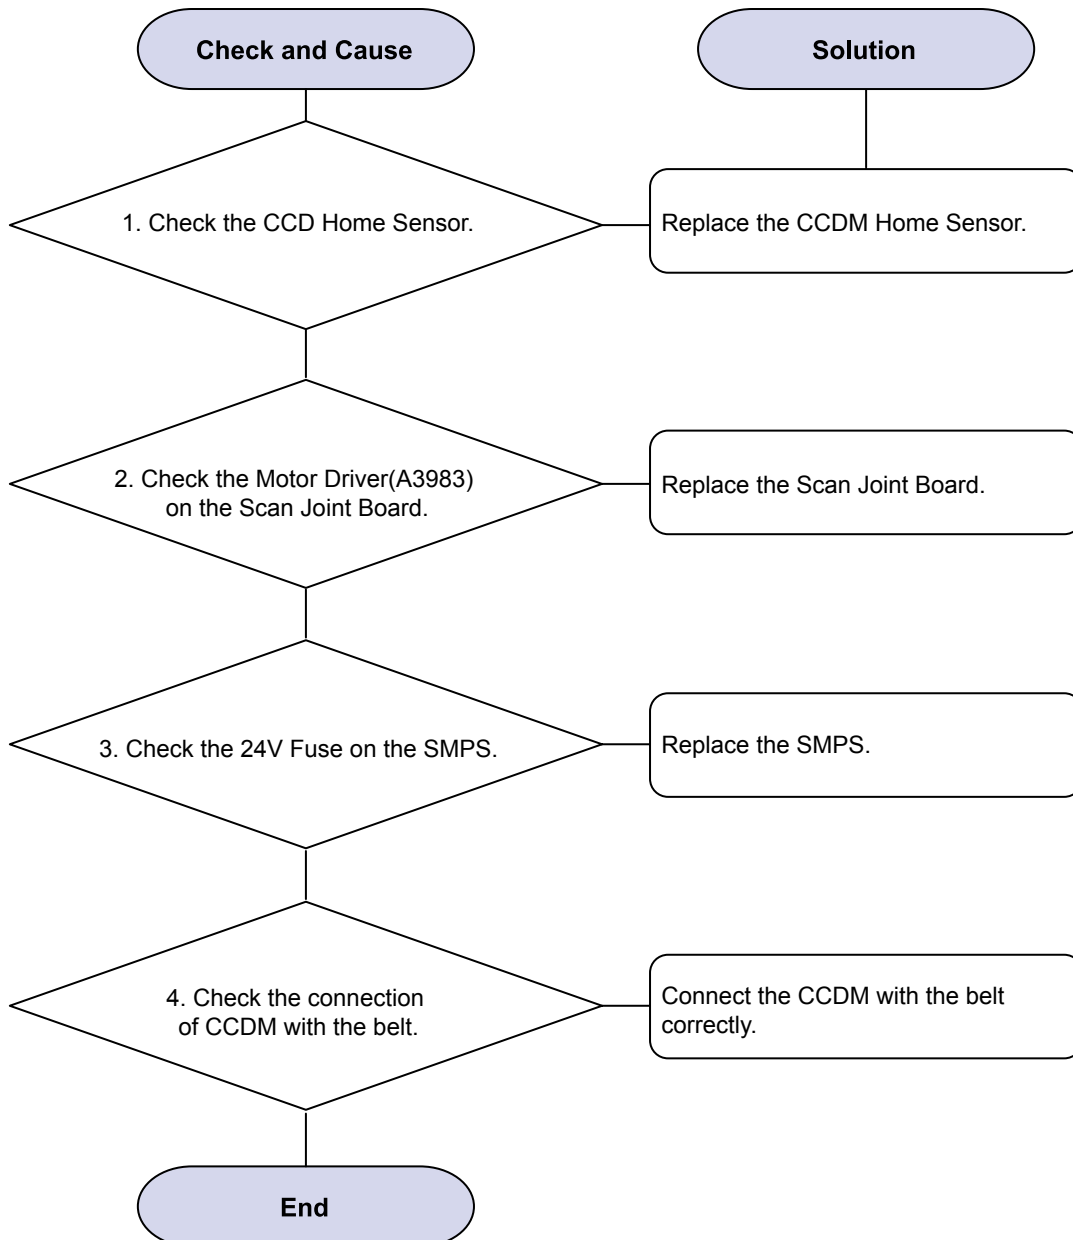 Check and Cause
Solution
1. Check the CCD Home Sensor.
Replace the CCDM Home Sensor.
2. Check the Motor Driver(A3983)
on the Scan Joint Board.
Replace the Scan Joint Board.
3. Check the 24V Fuse on the SMPS.
Replace the SMPS.
4. Check the connection
of CCDM with the belt.
Connect the CCDM with the belt
correctly.
End